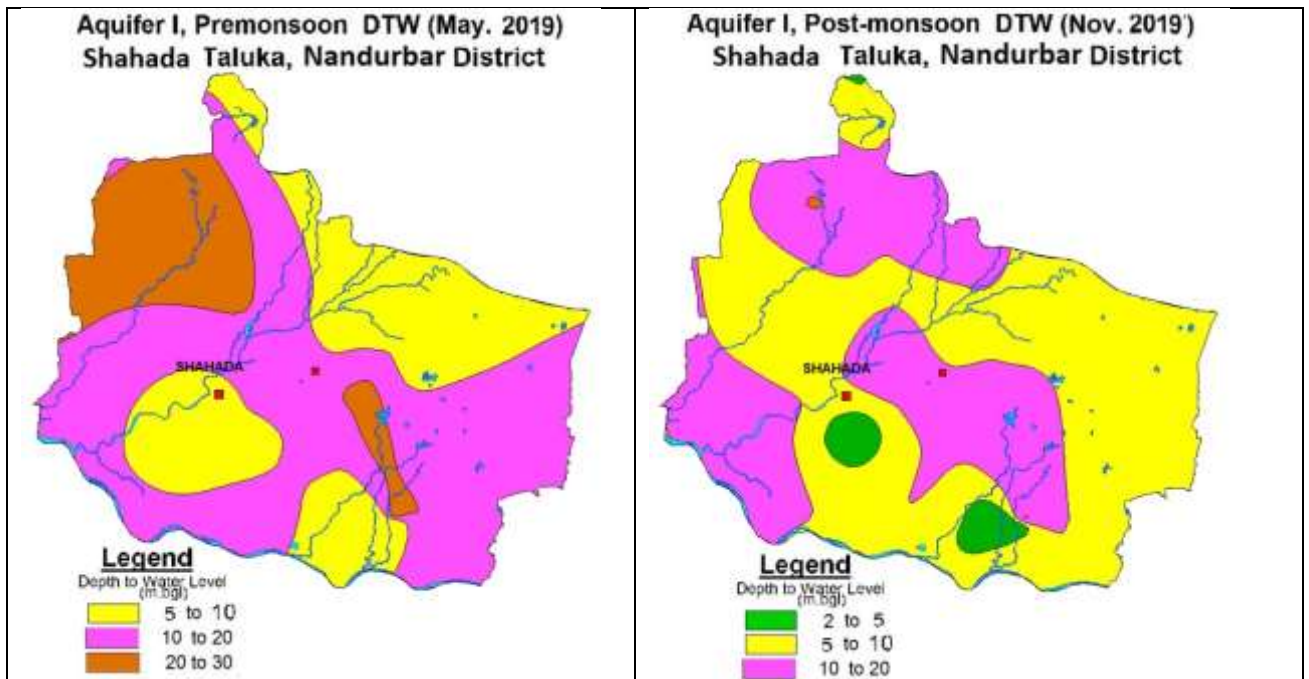 Aquifer I, Premonsoon DTW (May. 2019)
Shahada Taluka, Nandurbar District
SHAHADA
Legend
Depth to Water Level
(m.bgl)
5 to 10
10 to 20
20 to 30
Aquifer I, Post-monsoon DTW (Nov. 2019)
Shahada Taluka, Nandurbar District
SHAHADA
Legend
Depth to Water Level
(m.bgl)
2 to 5
5 to 10
10 to 20